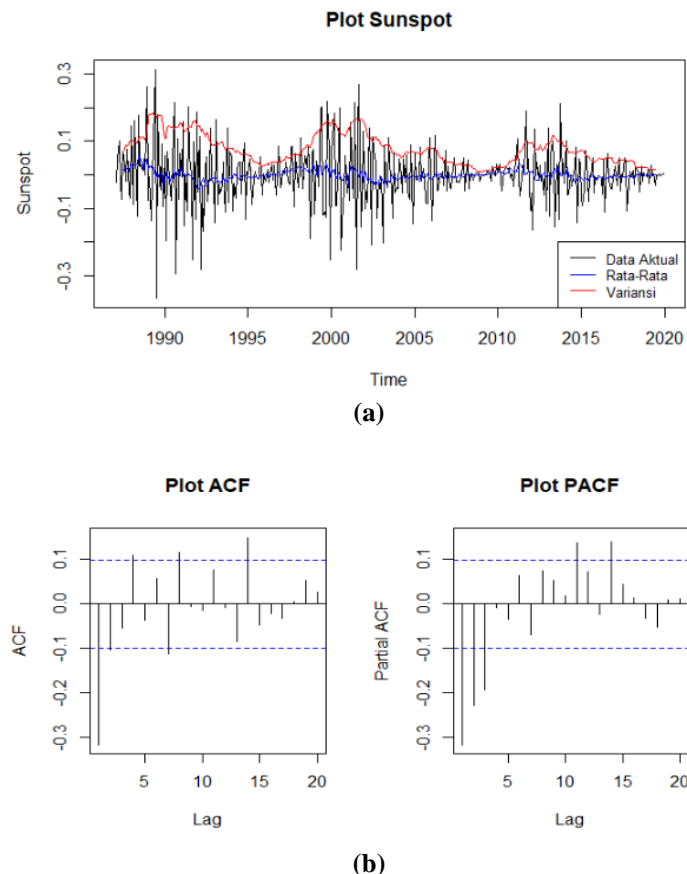 Plot Sunspot
Sunspot
0.3
0.1
-0.1
-0.3
Data Aktual
Rata-Rata
Variansi
1990 1995 2000 2005 2010 2015 2020
Time
(a)
Plot ACF
ACF
0.1
0.0
-0.1
-0.2
-0.3
5 10 15 20
Lag
Plot PACF
Partial ACF
0.1
0.0
-0.1
-0.2
-0.3
5 10 15 20
Lag
(b)